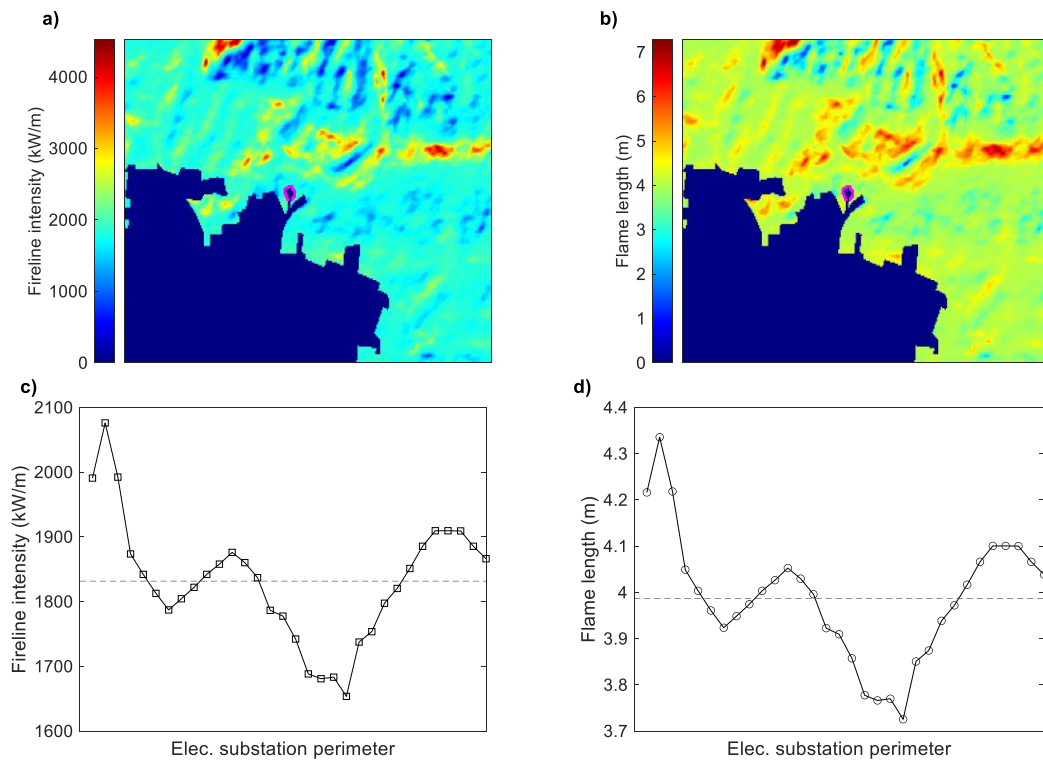 a)
Fireline intensity (kW/m)
4000
3000
2000
1000
0
b)
Flame length (m)
7
6
5
4
3
2
1
0
c)
Fireline intensity (kW/m)
2100
2000
1900
1800
1700
1600
Elec. substation perimeter
d)
Flame length (m)
4.4
4.3
4.2
4.1
4
3.9
3.8
3.7
Elec. substation perimeter